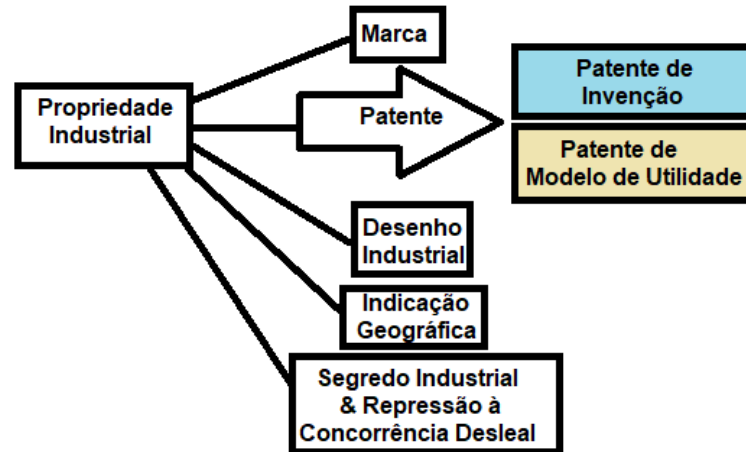 Marca
Propriedade
Industrial
Patente
Patente de
Invenção
Patente de
Modelo de Utilidade
Desenho
Industrial
Indicação
Geográfica
Segredo Industrial
& Repressão à
Concorrência Desleal